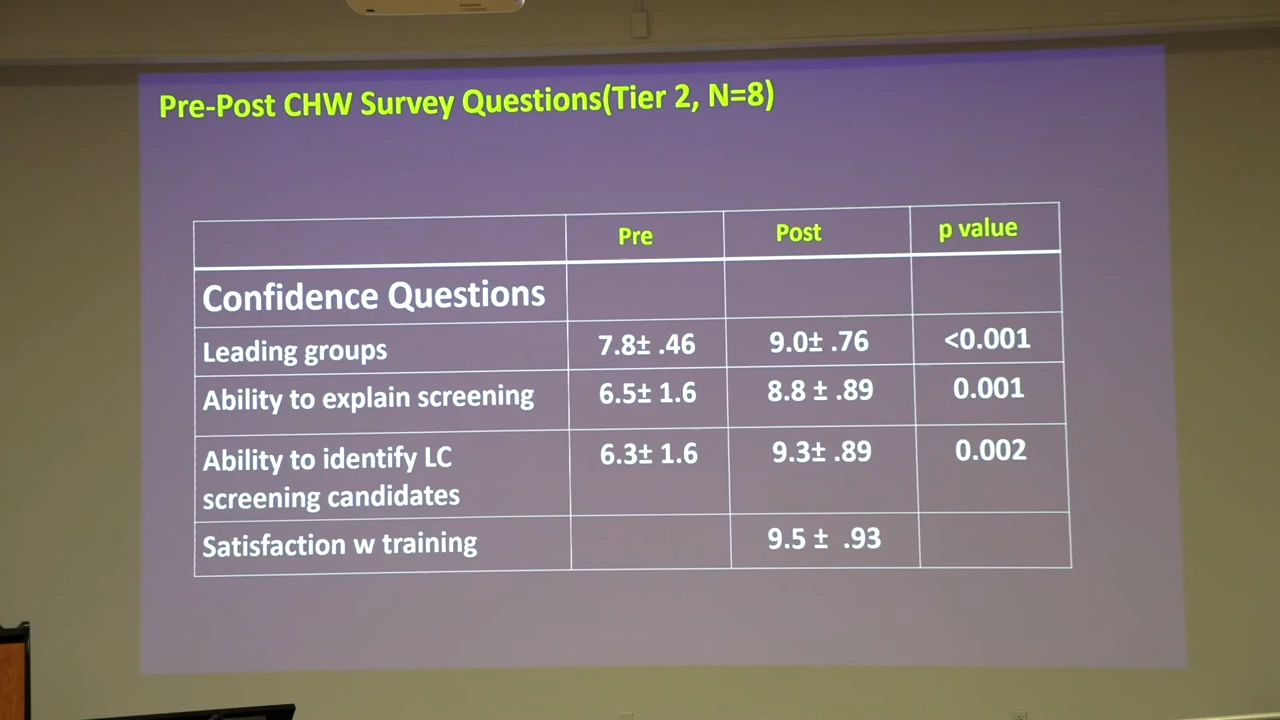 Pre-Post CHW Survey Questions(Tier 2, N=8)
Pre Post p value
Confidence Questions
Leading groups 7.8± .46 9.0± .76 <0.001
Ability to explain screening 6.5± 1.6 8.8 ± .89 0.001
Ability to identify LC 6.3± 1.6 9.3± .89 0.002
screening candidates
Satisfaction w training 9.5 ± .93